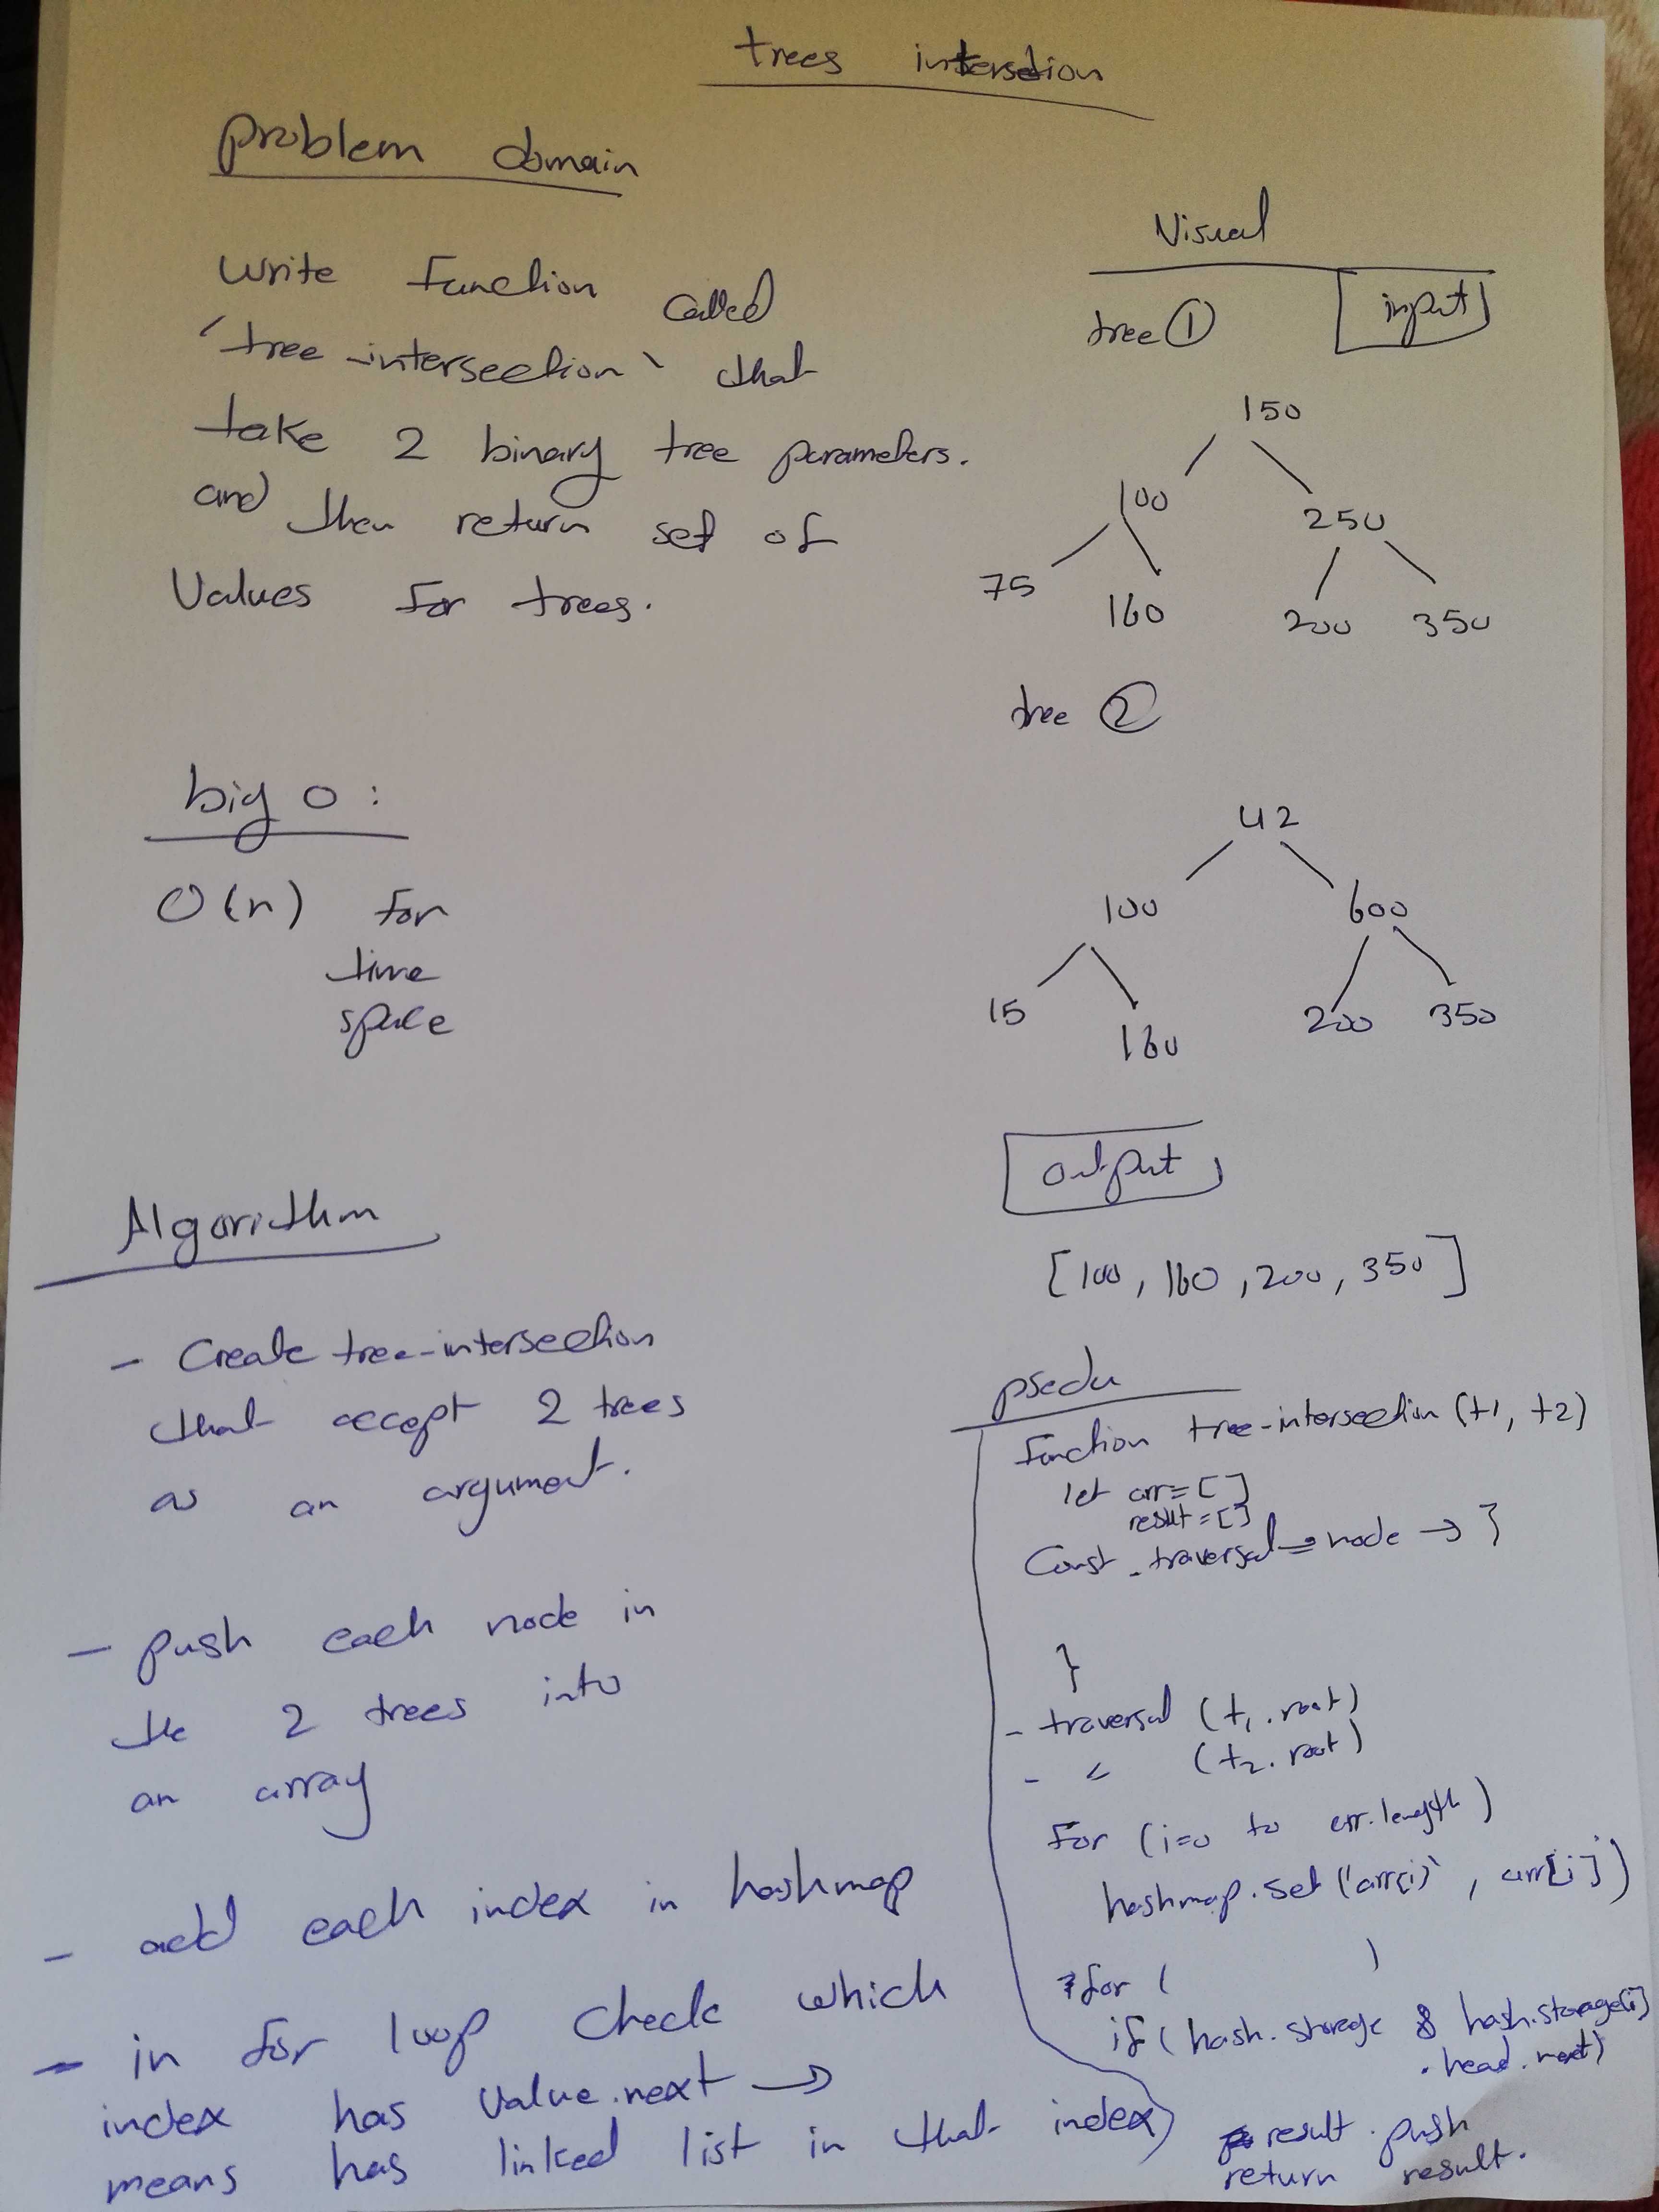 trees intersetion
problem domain
write function called
'tree-intersection` that
take 2 binary tree parameters.
and then return set of
Values for trees.
big o :
O(n) for
time
space
Algorithm
- Create tree-intersection
that accept 2 trees
as an argument.
- push each node in
the 2 trees into
an array
- add each index in hashmap
- in for loop check which
index has value.next →
means has linked list in that index
Visual
tree ① input
150
100 250
75 160 200 350
tree ②
42
100 600
15 160 200 350
output
[100, 160, 200, 350]
psedu
function tree-intersection (t1, t2)
let arr = []
result = []
Const _traversal = node → {
}
- traversal (t1.root)
- " (t2.root)
for (i=0 to arr.length)
hashmap.set ('arr[i]`, arr[i])
for ( )
if (hash.storage & hash.storage[i]
.head.next)
result.push
return result.